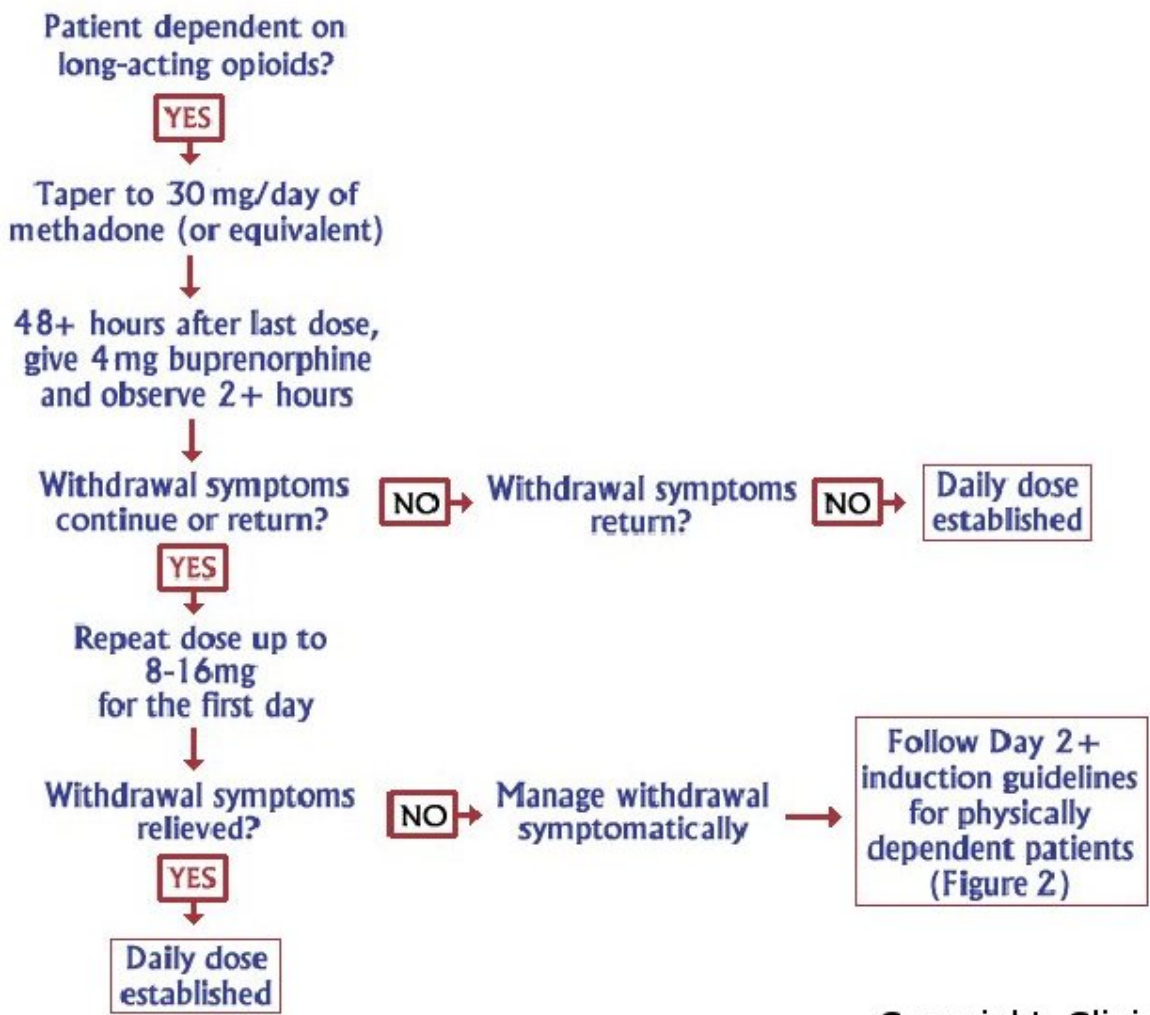 Patient dependent on
long-acting opioids?
YES
Taper to 30 mg/day of
methadone (or equivalent)
48+ hours after last dose,
give 4 mg buprenorphine
and observe 2+ hours
Withdrawal symptoms
continue or return?
NO
Withdrawal symptoms
return?
NO
Daily dose
established
YES
Repeat dose up to
8-16mg
for the first day
Withdrawal symptoms
relieved?
NO
Manage withdrawal
symptomatically
Follow Day 2+
induction guidelines
for physically
dependent patients
(Figure 2)
YES
Daily dose
established